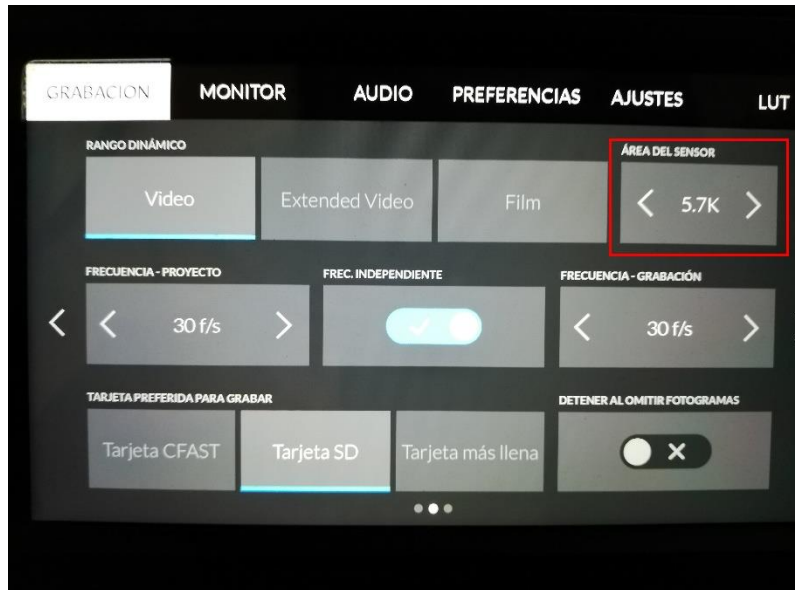 GRABACION MONITOR AUDIO PREFERENCIAS AJUSTES LUT
RANGO DINÁMICO ÁREA DEL SENSOR
Video Extended Video Film 5.7K
FRECUENCIA - PROYECTO FREC. INDEPENDIENTE FRECUENCIA - GRABACIÓN
30 f/s 30 f/s
TARJETA PREFERIDA PARA GRABAR DETENER AL OMITIR FOTOGRAMAS
Tarjeta CFAST Tarjeta SD Tarjeta más llena